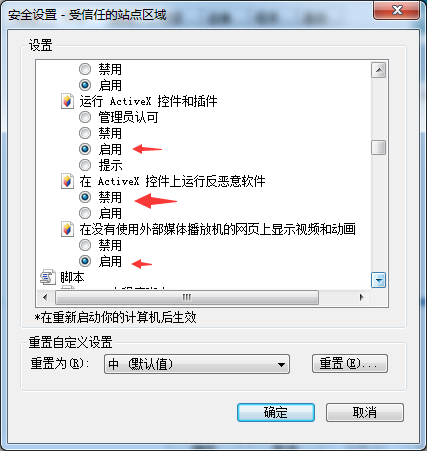 安全设置 - 受信任的站点区域
设置
禁用
启用
运行 ActiveX 控件和插件
管理员认可
禁用
启用
提示
在 ActiveX 控件上运行反恶意软件
禁用
启用
在没有使用外部媒体播放机的网页上显示视频和动画
禁用
启用
脚本
*在重新启动你的计算机后生效
重置自定义设置
重置为(R): 中 (默认值) 重置(E)...
确定 取消